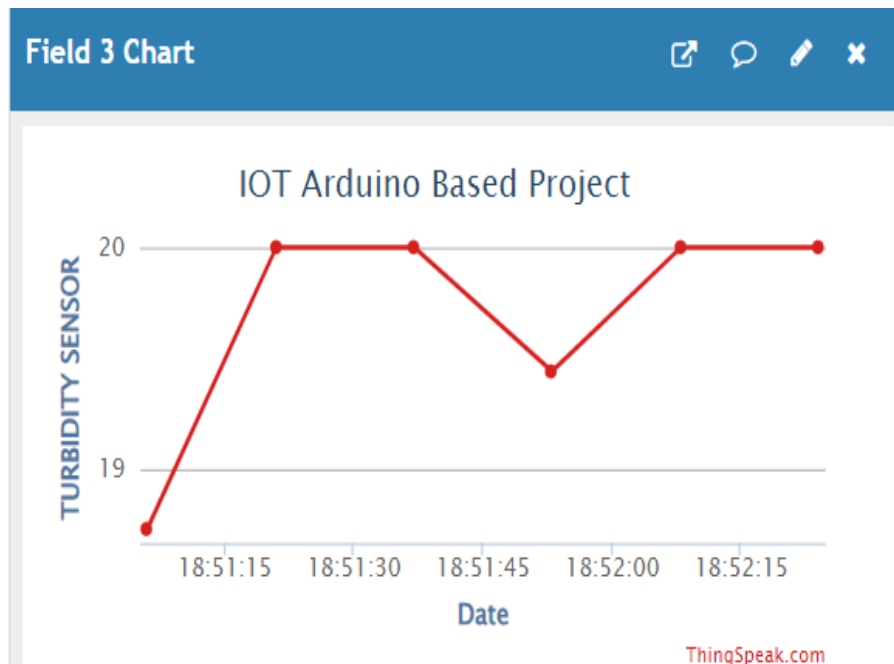 Field 3 Chart
IOT Arduino Based Project
TURBIDITY SENSOR
20
19
18:51:15 18:51:30 18:51:45 18:52:00 18:52:15
Date
ThingSpeak.com